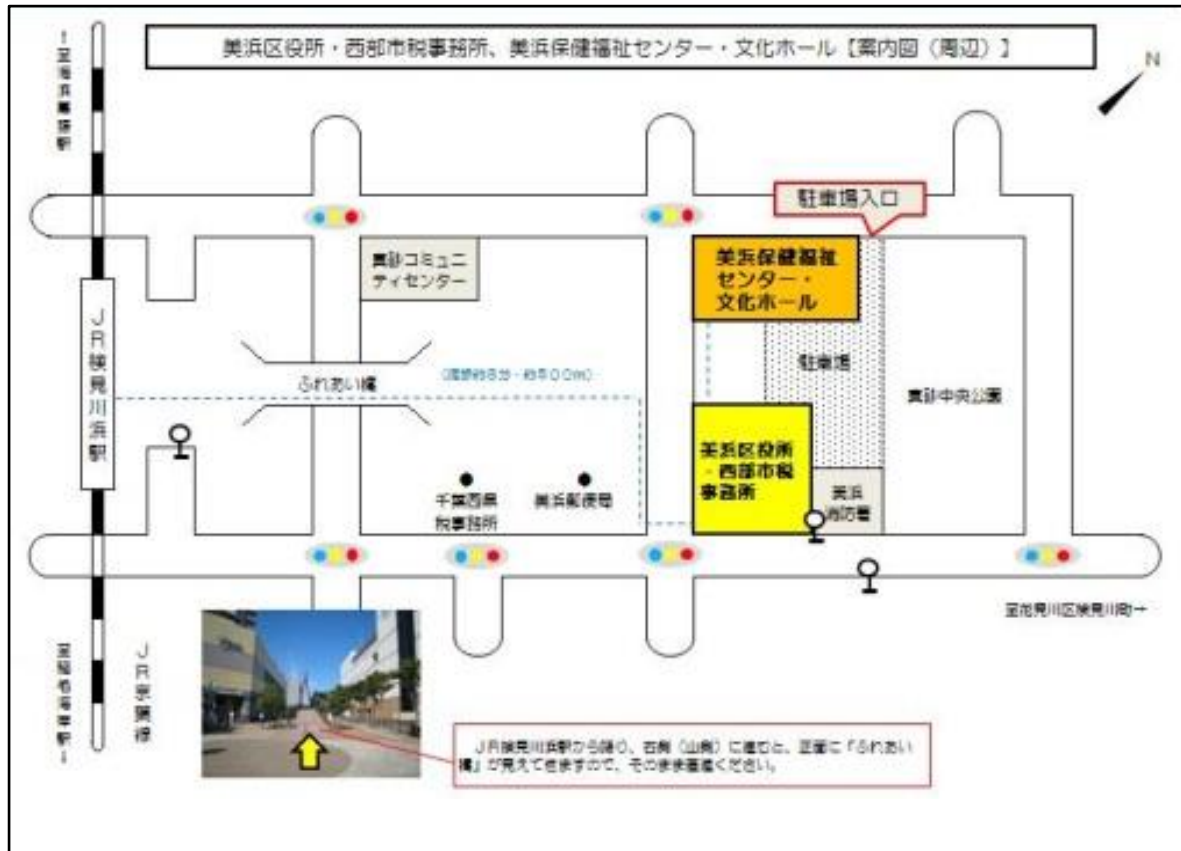 美浜区役所・西部市税事務所、美浜保健福祉センター・文化ホール【案内図（周辺）】
N
↑至海浜幕張駅
駐車場入口
真砂コミュニ
ティセンター
美浜保健福祉
センター・
文化ホール
JR検見川浜駅
ふれあい橋
（徒歩約8分・約500m）
駐車場
真砂中央公園
美浜区役所
・西部市税
事務所
千葉西県
税事務所
美浜郵便局
美浜
消防署
至花見川区検見川町→
至稲毛海岸駅↓
JR京葉線
JR検見川浜駅から降り、右側（山側）に進むと、正面に「ふれあい
橋」が見えてきますので、そのまま直進ください。